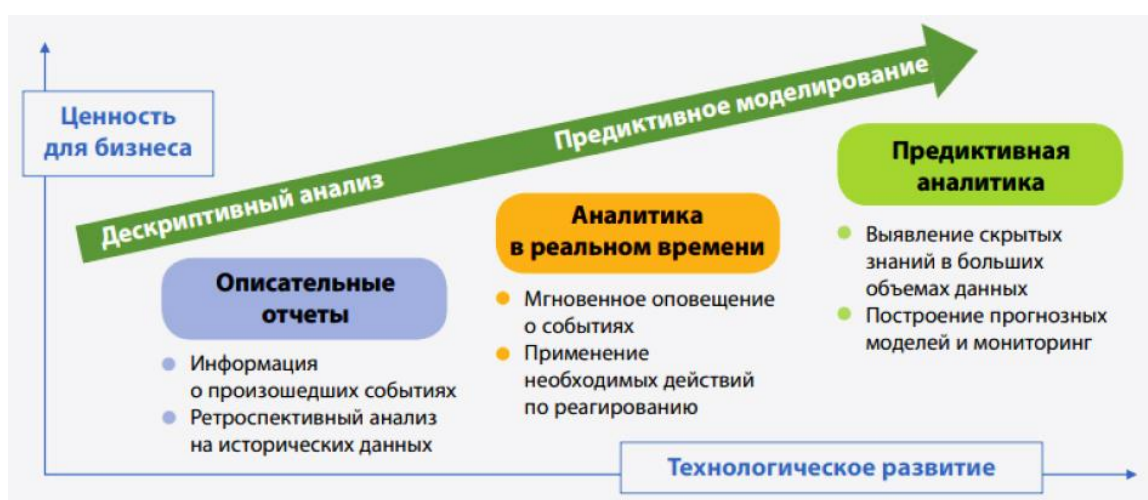 Ценность
для бизнеса
Дескриптивный анализ
Предиктивное моделирование
Описательные
отчеты
Информация
о произошедших событиях
Ретроспективный анализ
на исторических данных
Аналитика
в реальном времени
Мгновенное оповещение
о событиях
Применение
необходимых действий
по реагированию
Предиктивная
аналитика
Выявление скрытых
знаний в больших
объемах данных
Построение прогнозных
моделей и мониторинг
Технологическое развитие